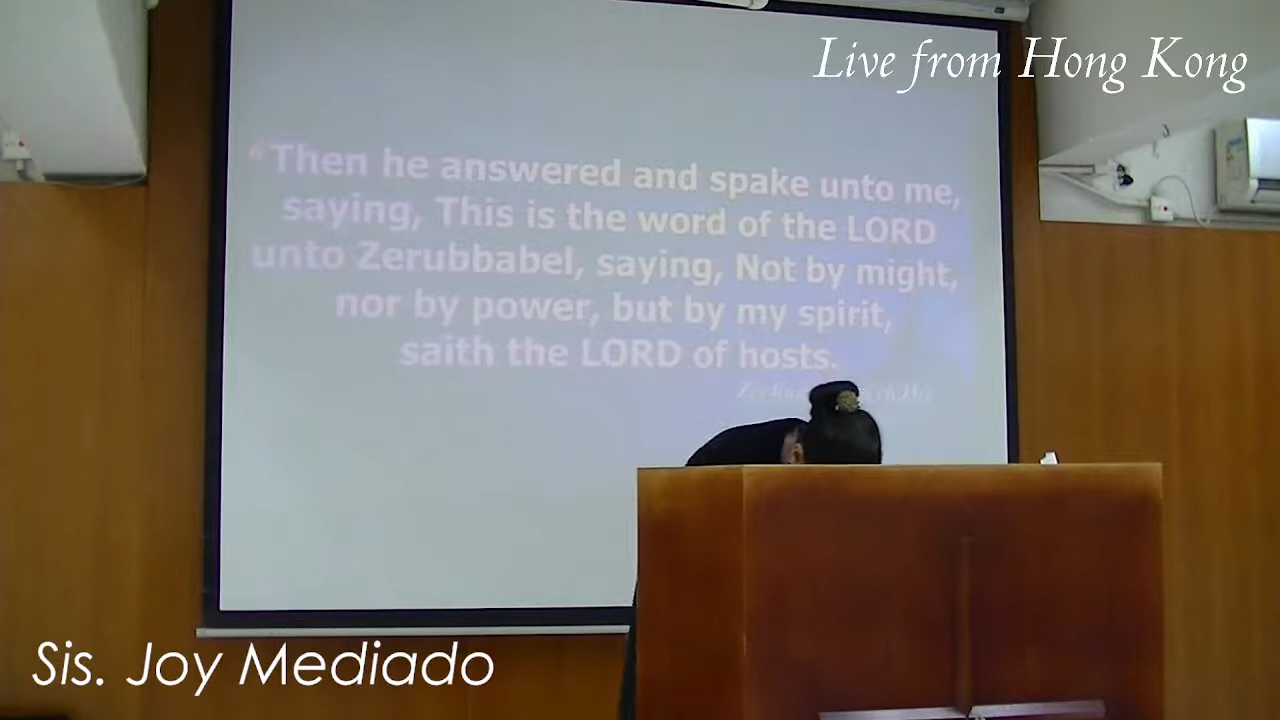 Live from Hong Kong
"Then he answered and spake unto me,
saying, This is the word of the LORD
unto Zerubbabel, saying, Not by might,
nor by power, but by my spirit,
saith the LORD of hosts.
Sis. Joy Mediado